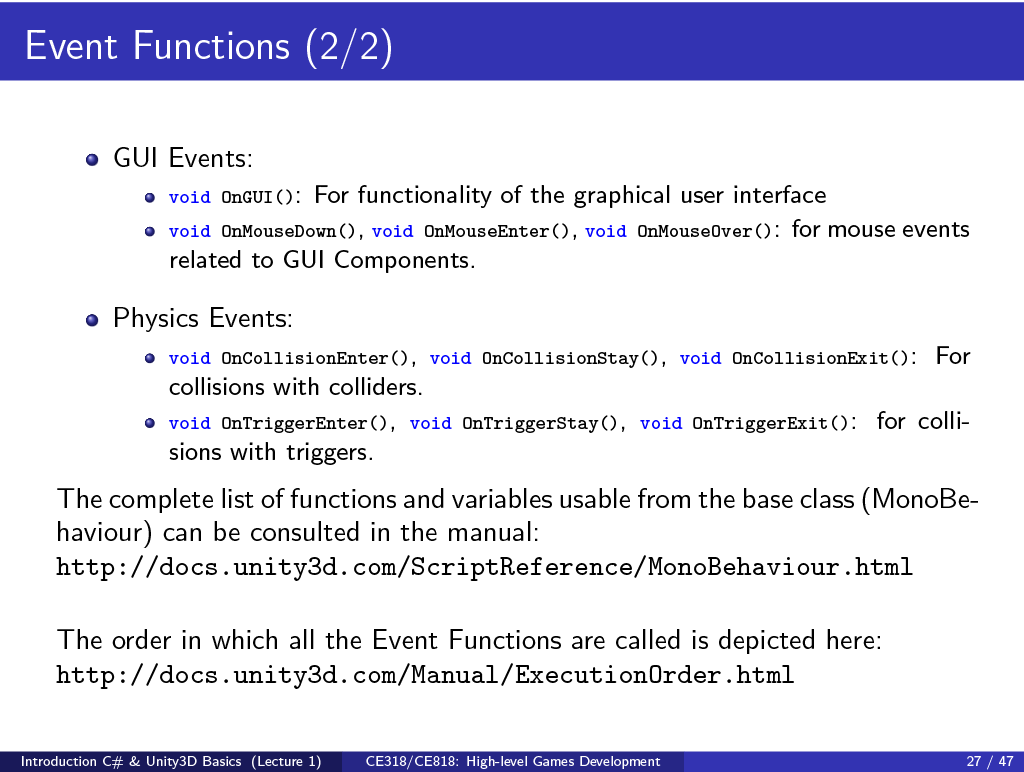 Event Functions (2/2)
GUI Events:
void OnGUI(): For functionality of the graphical user interface
void OnMouseDown(), void OnMouseEnter(), void OnMouseOver(): for mouse events
related to GUI Components.
Physics Events:
void OnCollisionEnter(), void OnCollisionStay(), void OnCollisionExit(): For
collisions with colliders.
void OnTriggerEnter(), void OnTriggerStay(), void OnTriggerExit(): for colli-
sions with triggers.
The complete list of functions and variables usable from the base class (MonoBe-
haviour) can be consulted in the manual:
http://docs.unity3d.com/ScriptReference/MonoBehaviour.html
The order in which all the Event Functions are called is depicted here:
http://docs.unity3d.com/Manual/ExecutionOrder.html
Introduction C# & Unity3D Basics (Lecture 1) CE318/CE818: High-level Games Development 27 / 47